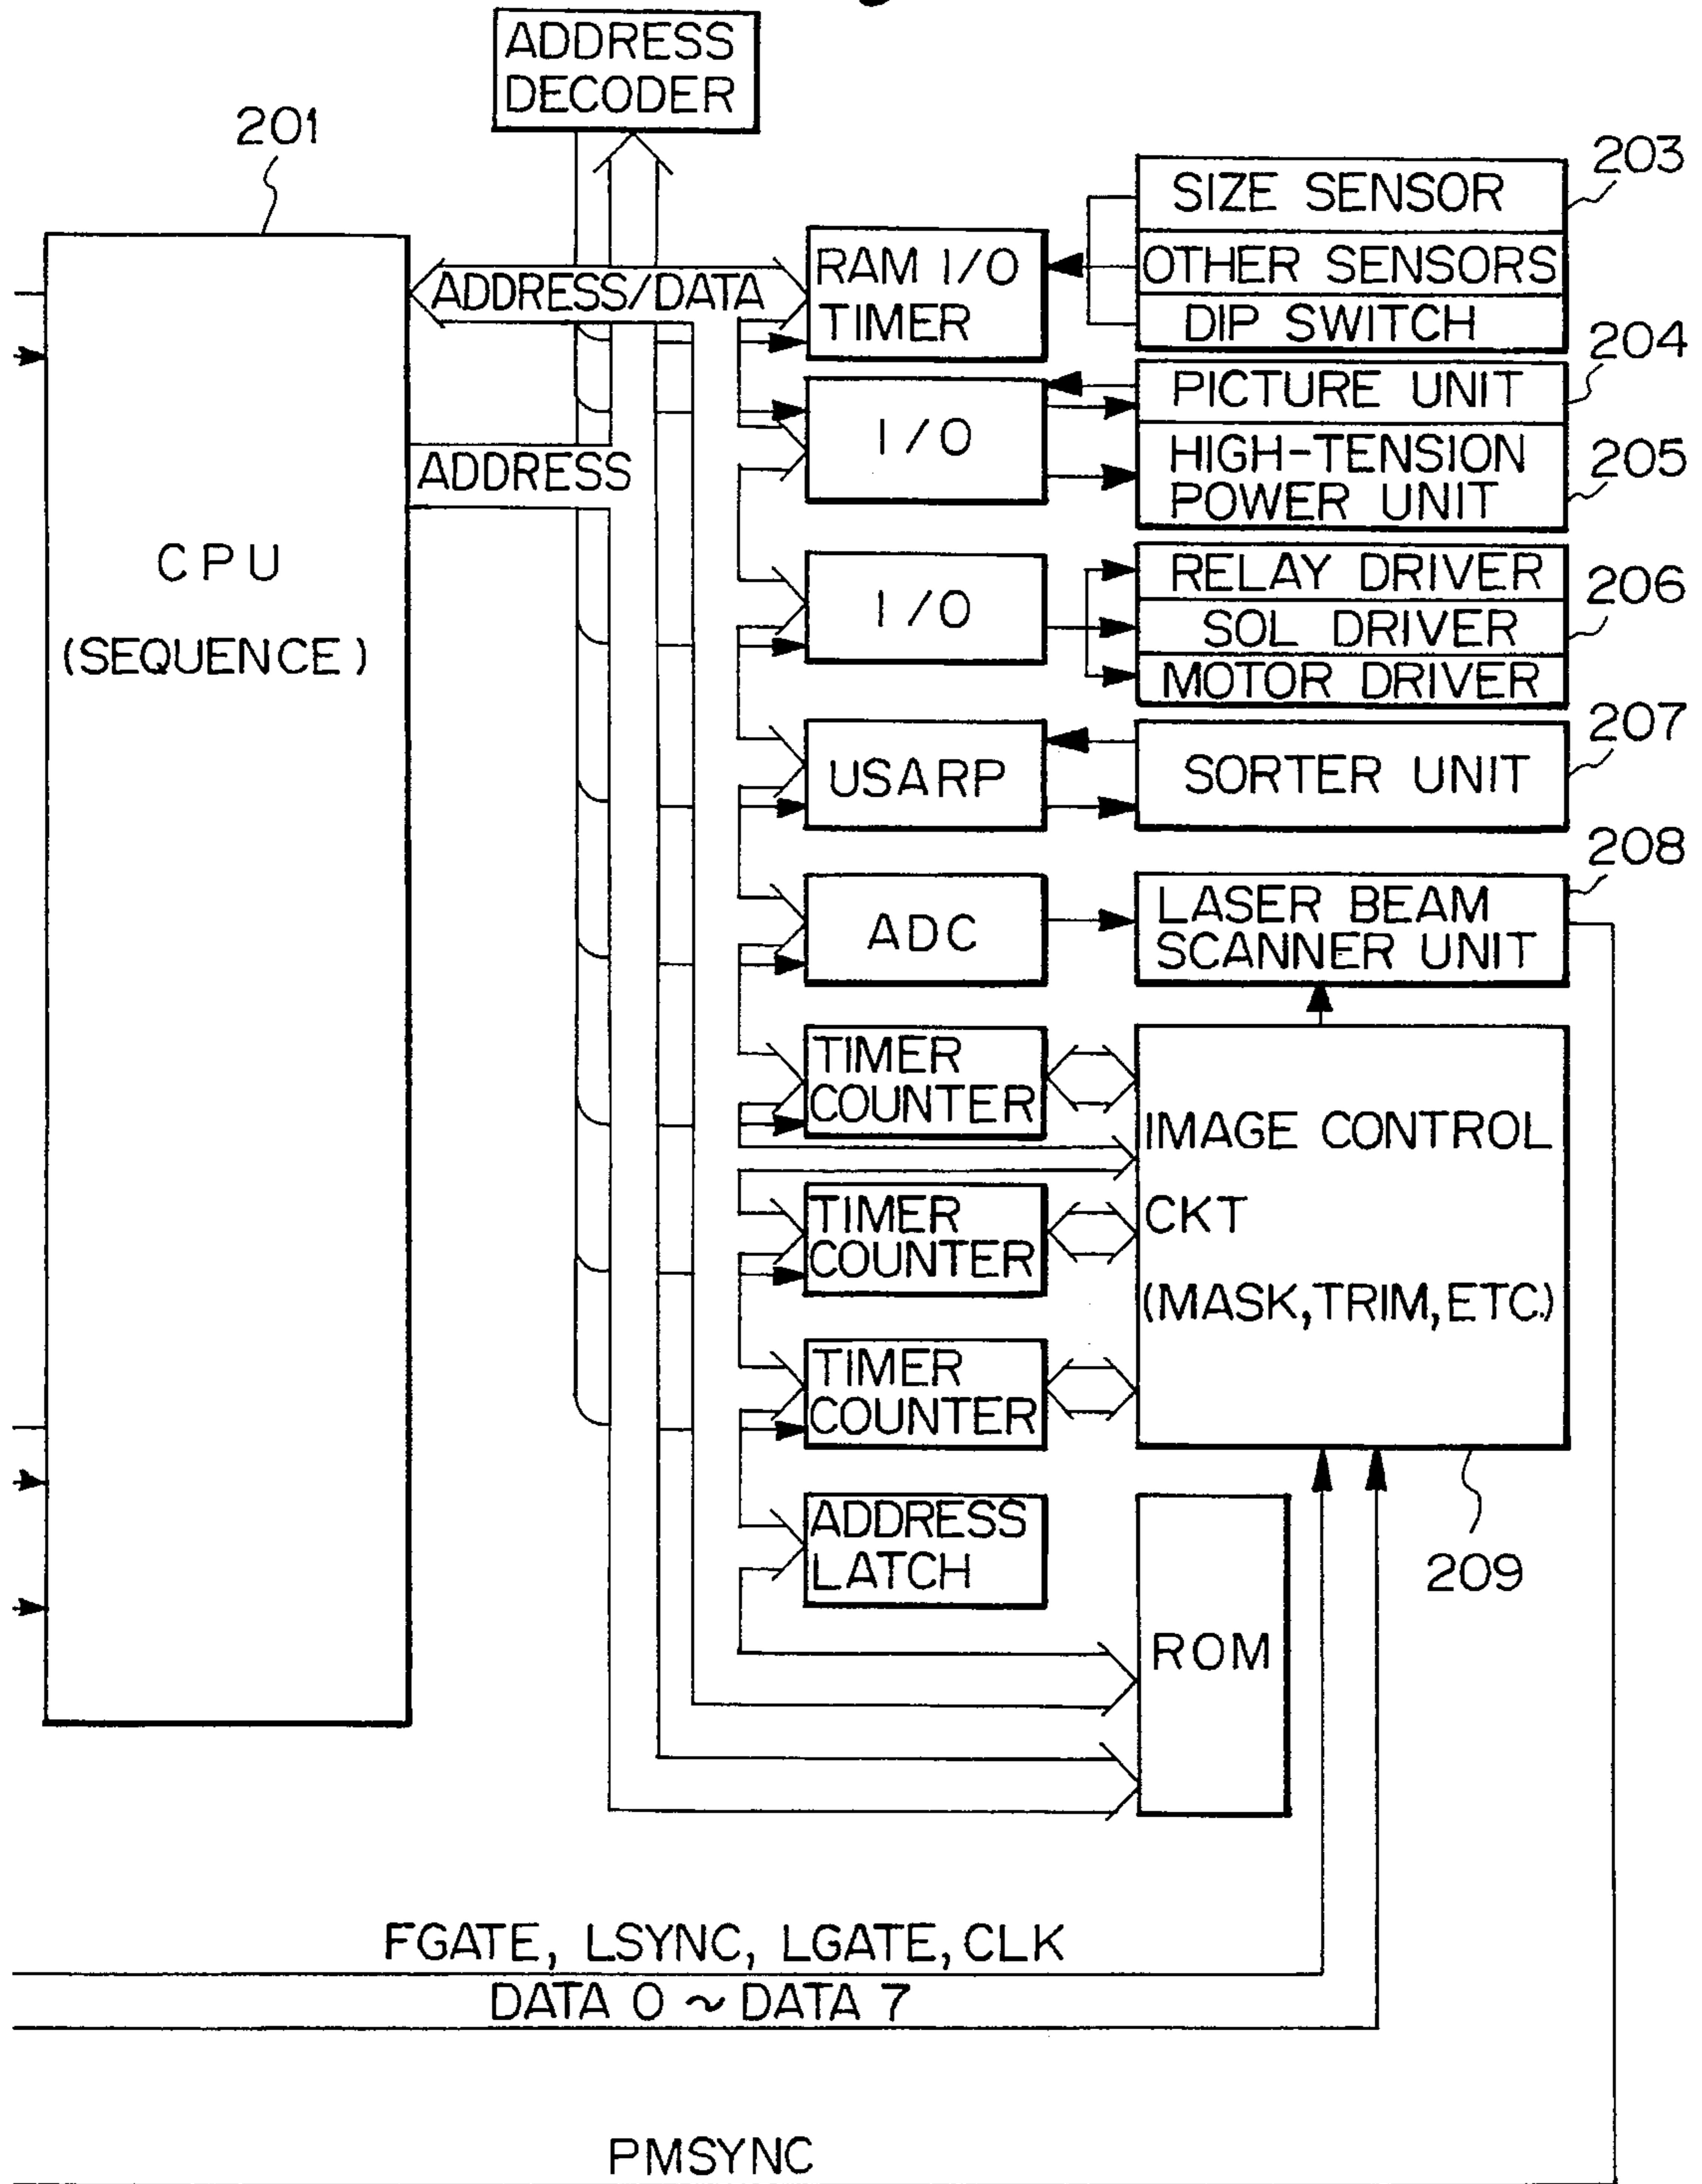 ADDRESS
DECODER
201
203
SIZE SENSOR
OTHER SENSORS
DIP SWITCH
RAM I/O
TIMER
ADDRESS/DATA
204
PICTURE UNIT
I/O
HIGH-TENSION
POWER UNIT
205
ADDRESS
CPU
(SEQUENCE)
I/O
RELAY DRIVER
SOL DRIVER
MOTOR DRIVER
206
207
USARP
SORTER UNIT
208
ADC
LASER BEAM
SCANNER UNIT
TIMER
COUNTER
IMAGE CONTROL
CKT
(MASK,TRIM,ETC.)
TIMER
COUNTER
TIMER
COUNTER
ADDRESS
LATCH
209
ROM
FGATE, LSYNC, LGATE, CLK
DATA 0 ~ DATA 7
PMSYNC